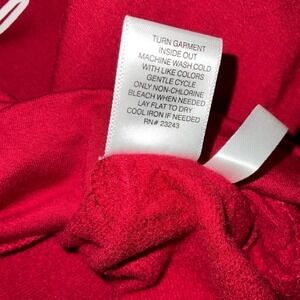 TURN GARMENT
INSIDE OUT
MACHINE WASH COLD
WITH LIKE COLORS
GENTLE CYCLE
ONLY NON-CHLORINE
BLEACH WHEN NEEDED
LAY FLAT TO DRY
COOL IRON IF NEEDED
RN# 23243